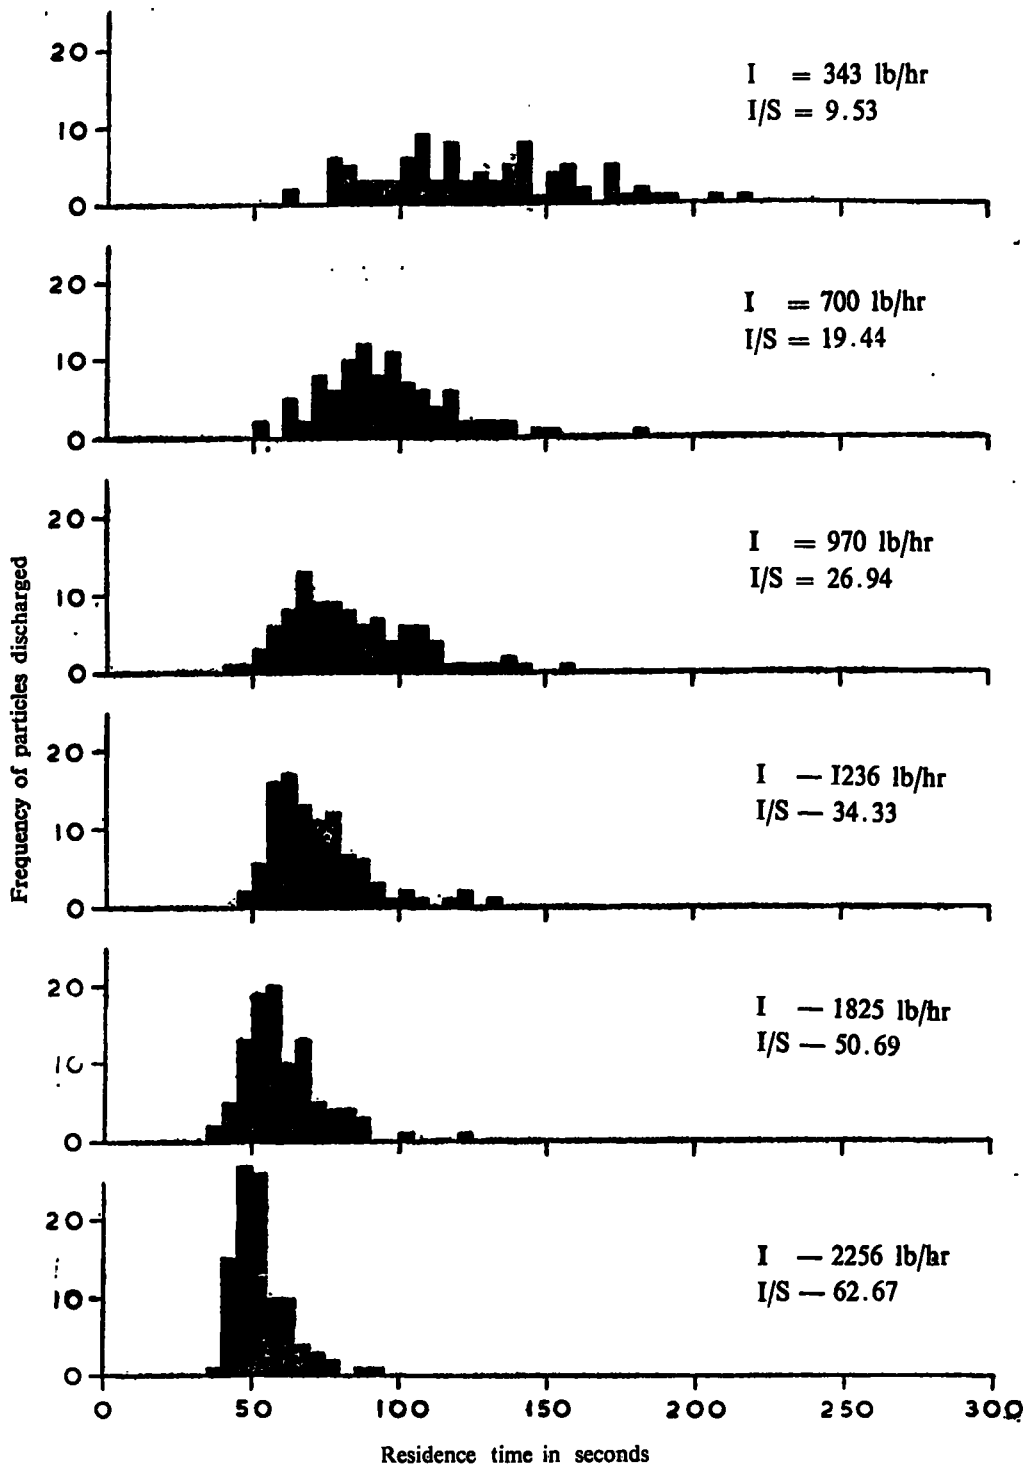 20
10
0
I = 343 lb/hr
I/S = 9.53
20
10
0
I = 700 lb/hr
I/S = 19.44
20
10
0
I = 970 lb/hr
I/S = 26.94
20
10
0
I — I236 lb/hr
I/S — 34.33
20
10
0
I — 1825 lb/hr
I/S — 50.69
20
10
0
I — 2256 lb/hr
I/S — 62.67
0 50 100 150 200 250 300
Residence time in seconds
Frequency of particles discharged